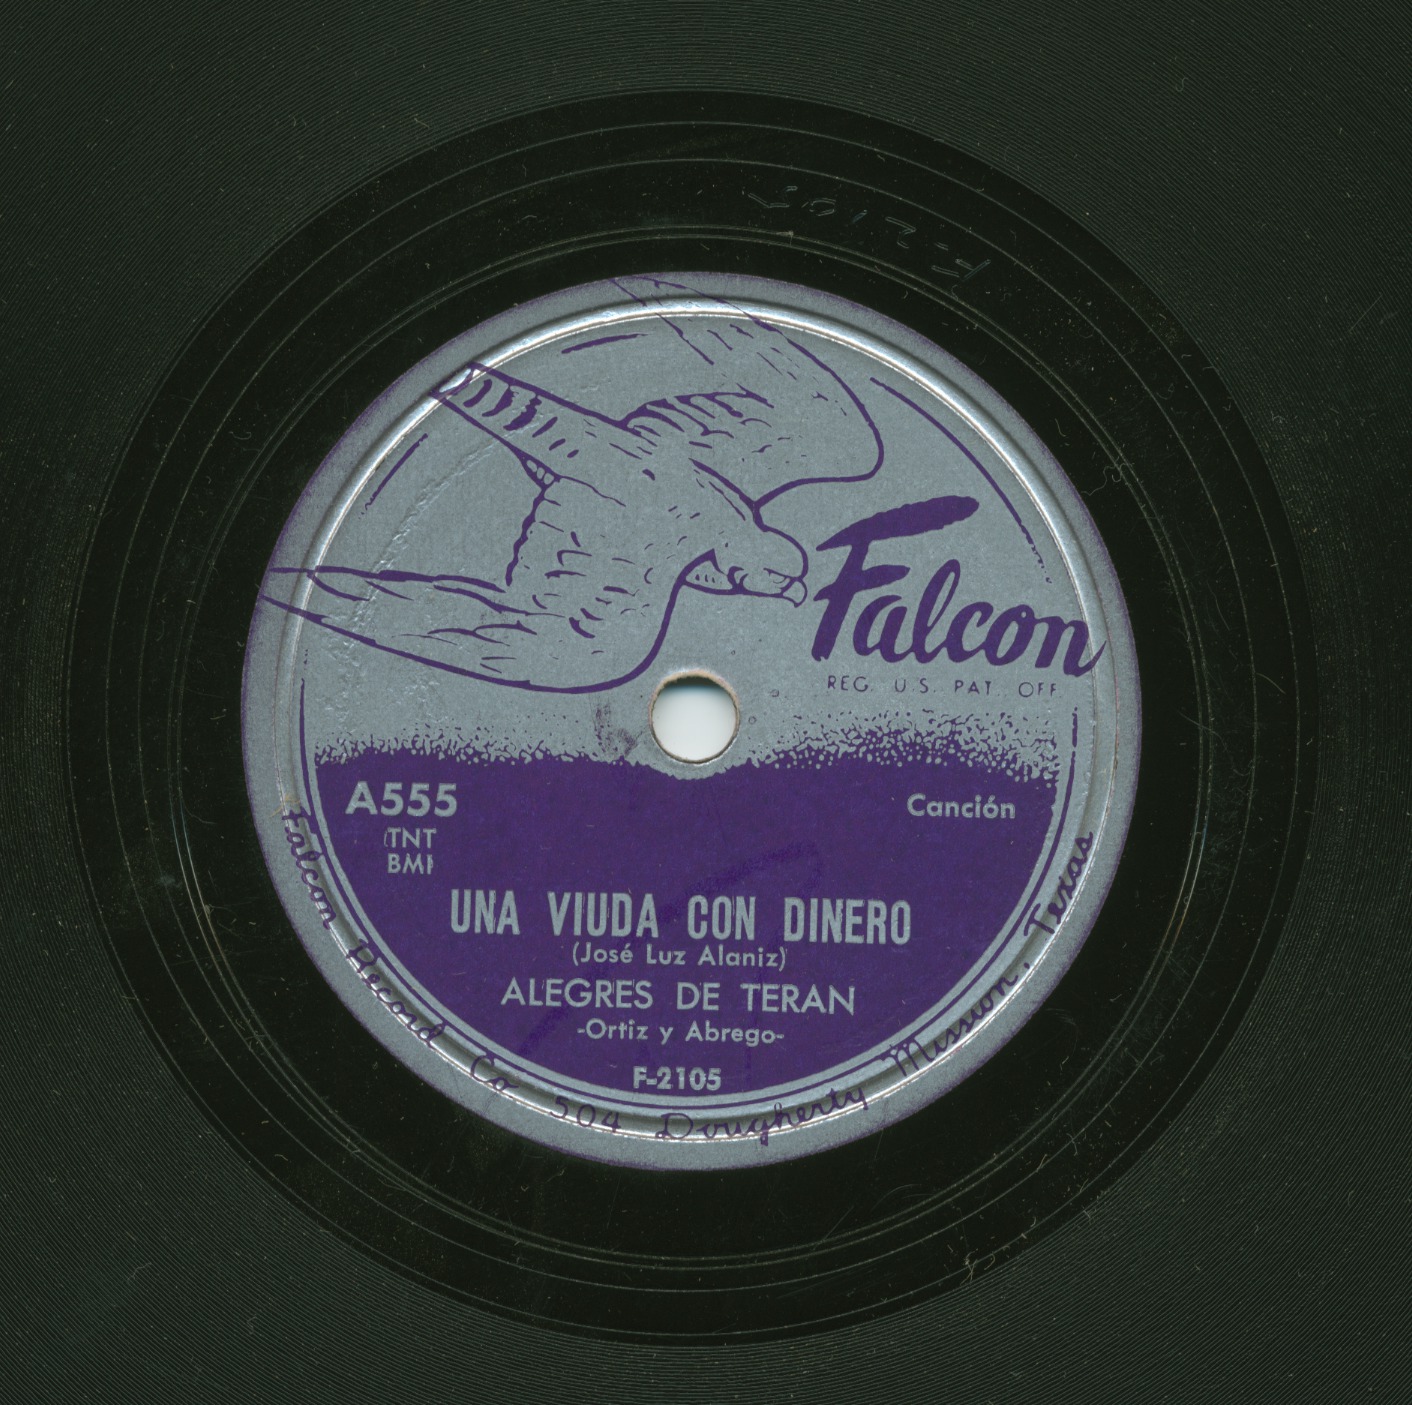 Falcon
REG. U.S. PAT. OFF.
A555
Canción
(TNT
BMI
UNA VIUDA CON DINERO
(José Luz Alaniz)
ALEGRES DE TERAN
-Ortiz y Abrego-
F-2105
Falcon Record Co 504 Dougherty Mission, Texas
F-2105